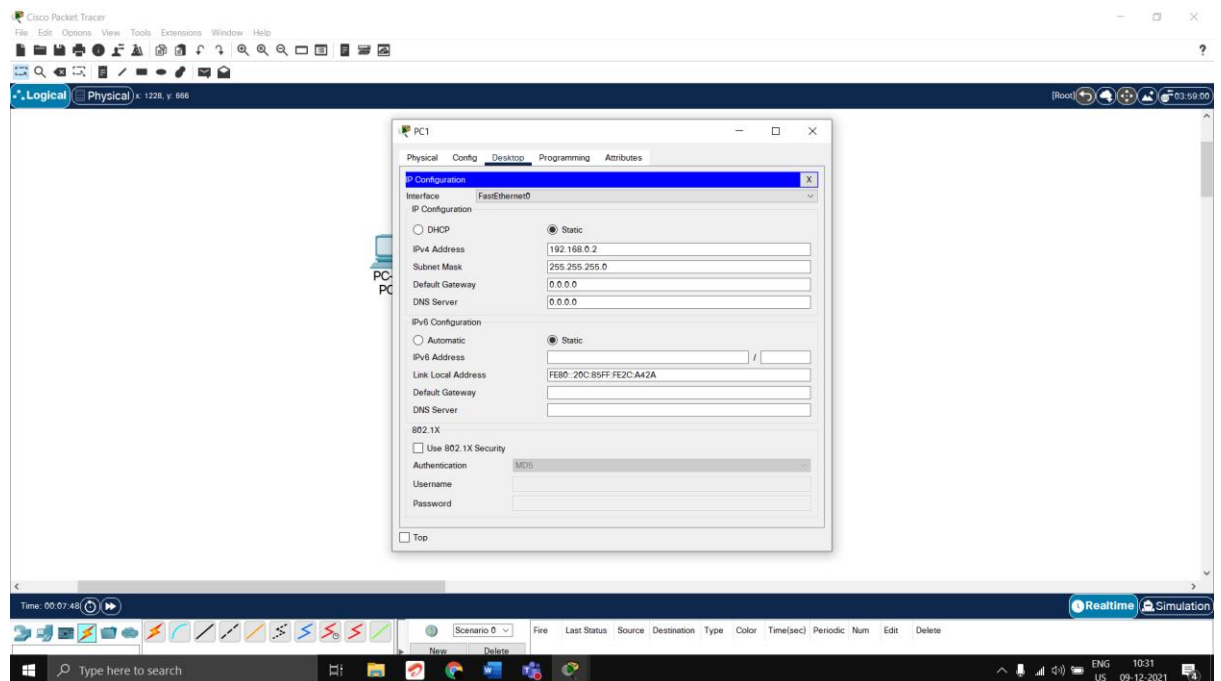 Cisco Packet Tracer
File Edit Options View Tools Extensions Window Help
?
Logical Physical x: 1228, y: 666 [Root] 03:59:00
PC1
Physical Config Desktop Programming Attributes
IP Configuration X
Interface FastEthernet0
IP Configuration
DHCP Static
IPv4 Address 192.168.0.2
Subnet Mask 255.255.255.0
Default Gateway 0.0.0.0
DNS Server 0.0.0.0
IPv6 Configuration
Automatic Static
IPv6 Address /
Link Local Address FE80::20C:85FF:FE2C:A42A
Default Gateway
DNS Server
802.1X
Use 802.1X Security
Authentication MD5
Username
Password
Top
PC-
PC
Time: 00:07:48 Realtime Simulation
Scenario 0 Fire Last Status Source Destination Type Color Time(sec) Periodic Num Edit Delete
New Delete
Type here to search
ENG 10:31
US 09-12-2021
4